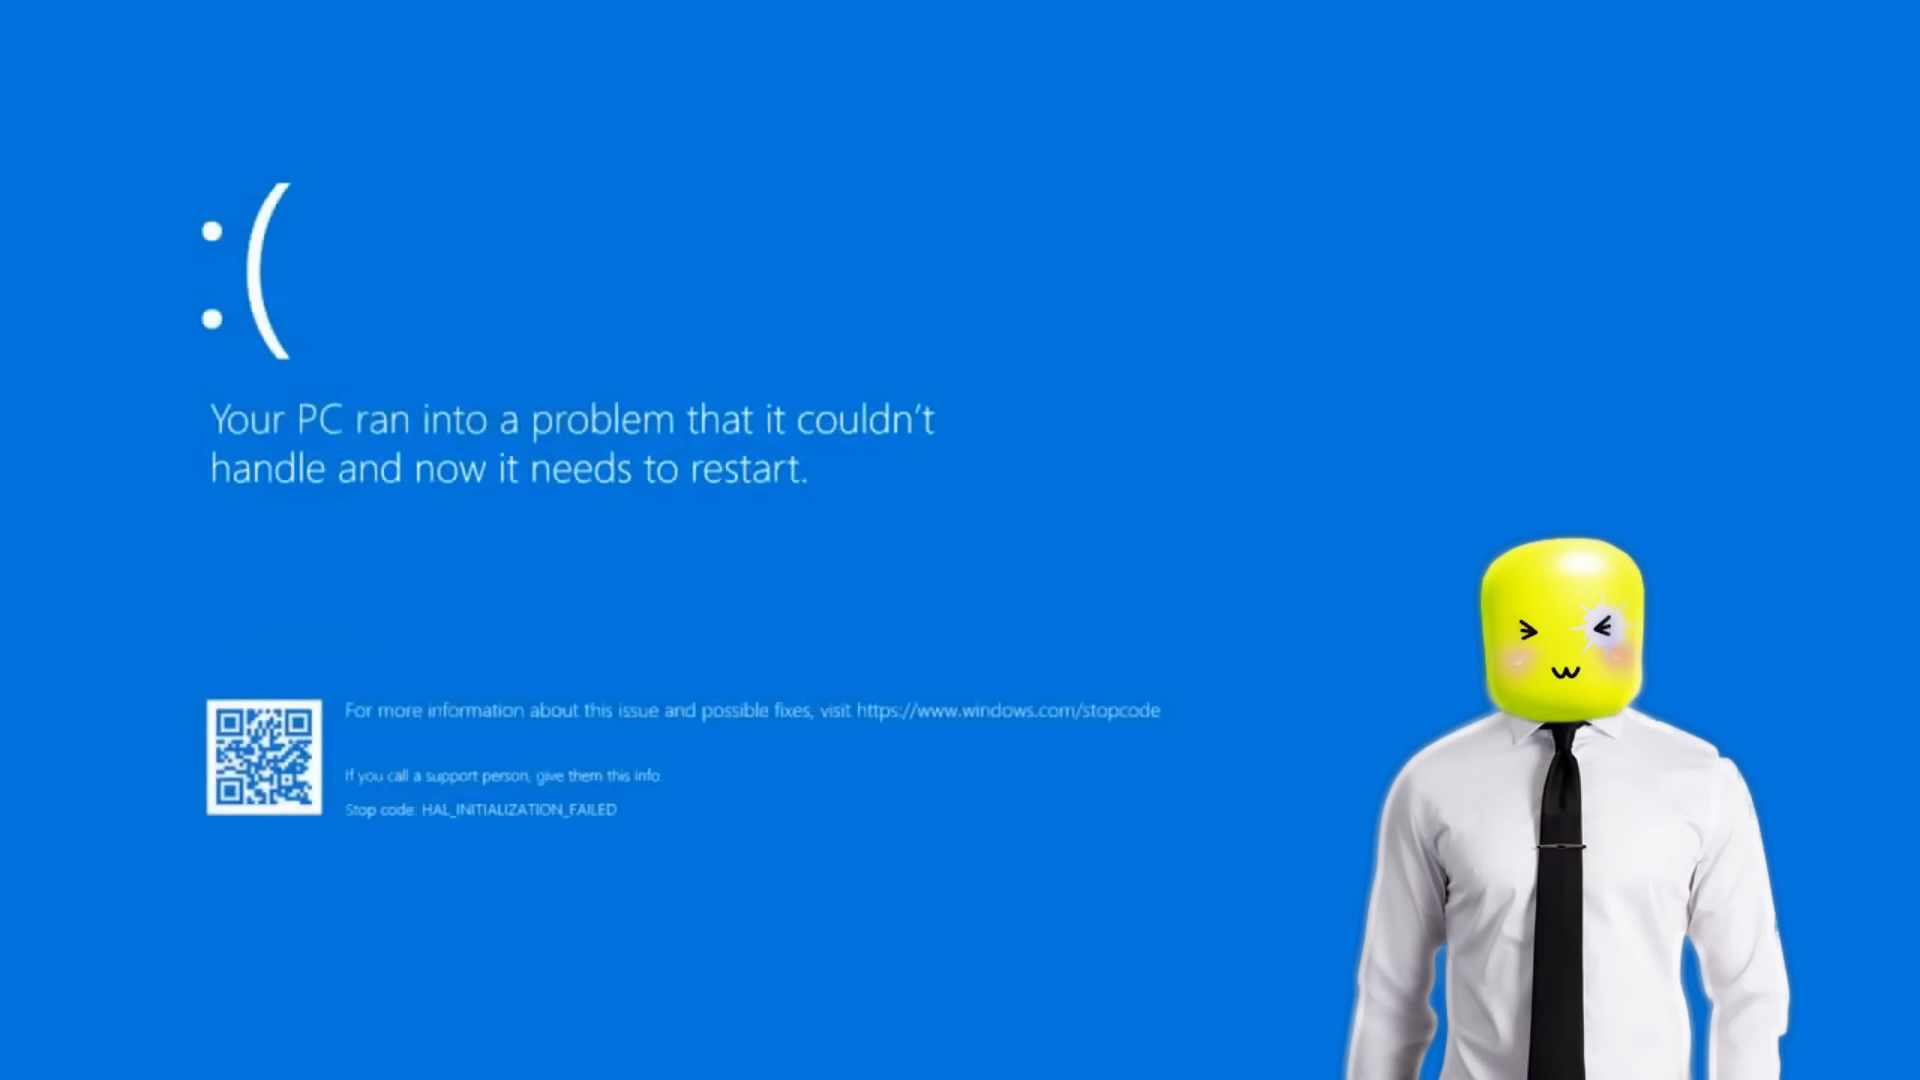 :(
Your PC ran into a problem that it couldn't
handle and now it needs to restart.
For more information about this issue and possible fixes, visit https://www.windows.com/stopcode
If you call a support person, give them this info.
Stop code: HAL_INITIALIZATION_FAILED